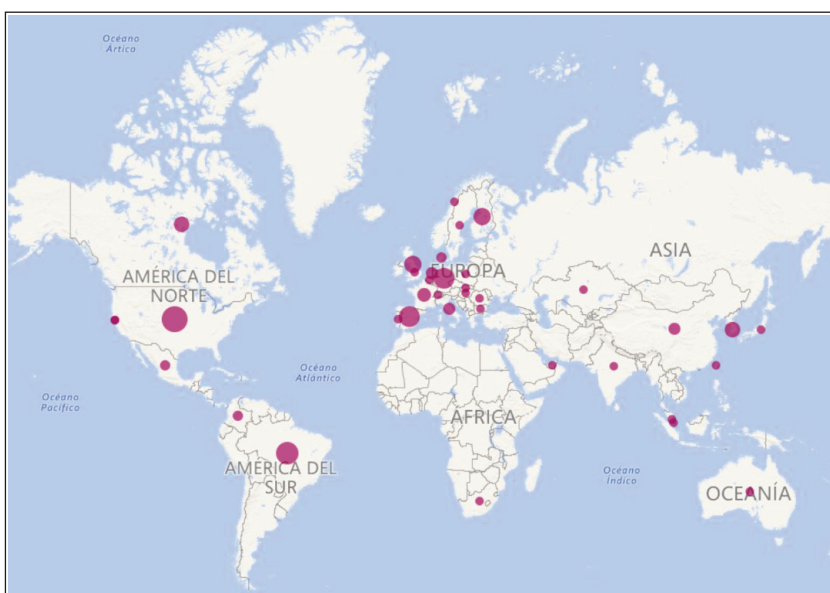 Océano
Ártico
AMÉRICA DEL
NORTE
EUROPA
ASIA
Océano
Atlántico
Océano
Pacífico
ÁFRICA
AMÉRICA DEL
SUR
Océano
Índico
OCEANÍA